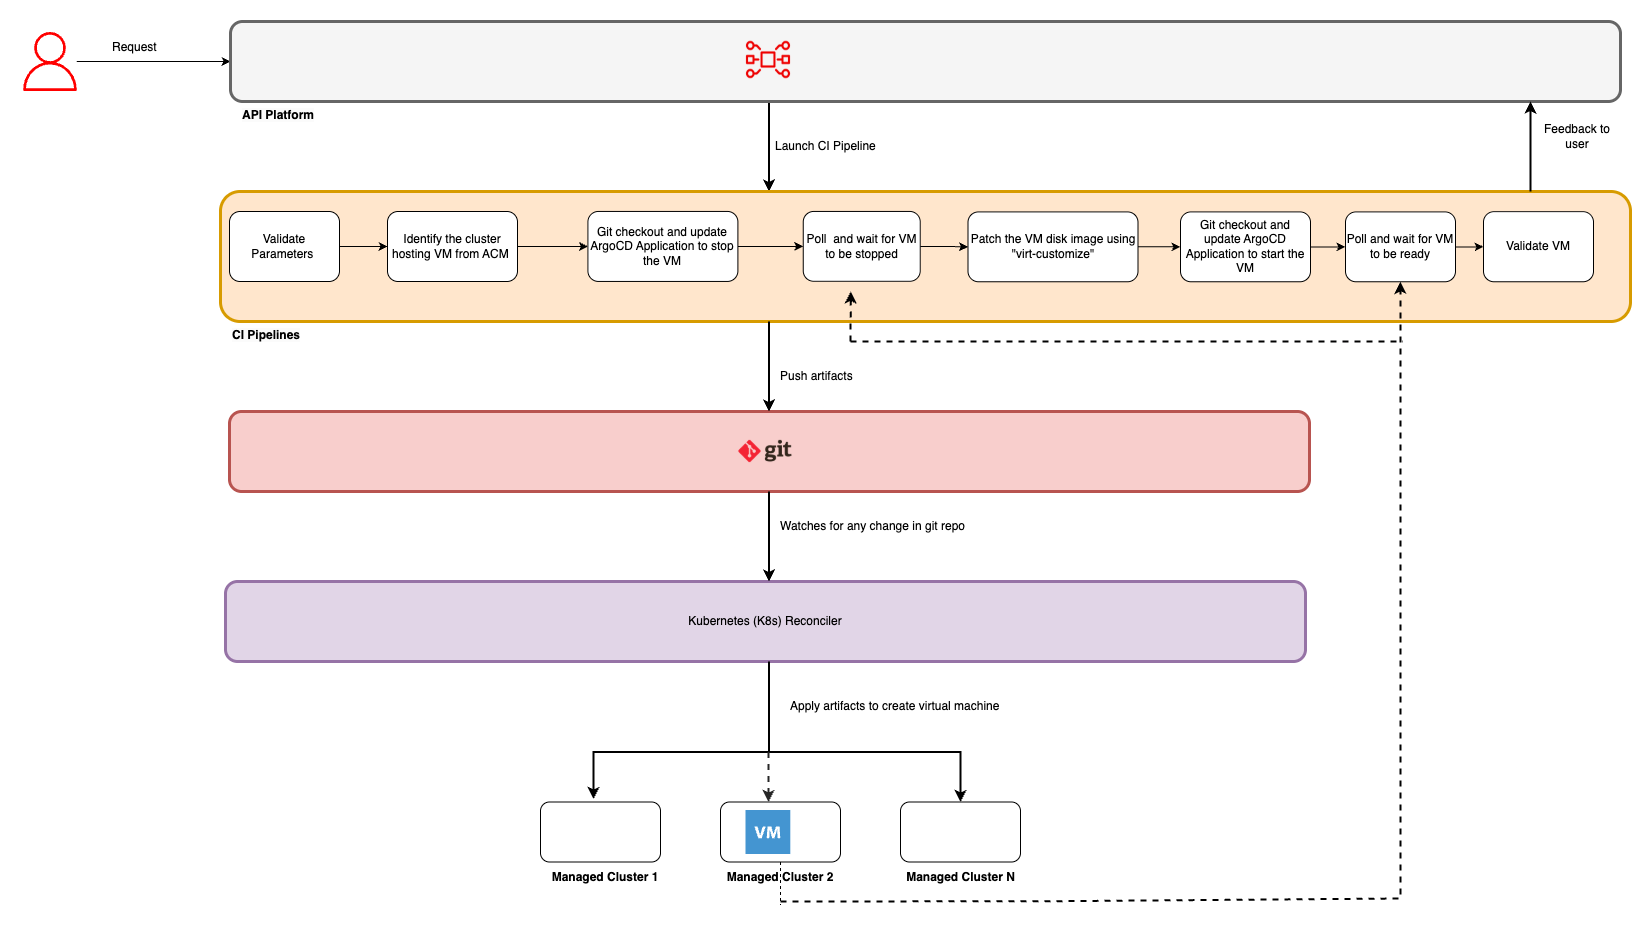 Request
API Platform
Launch CI Pipeline
Feedback to
user
Validate
Parameters
Identify the cluster
hosting VM from ACM
Git checkout and update
ArgoCD Application to stop
the VM
Poll and wait for VM
to be stopped
Patch the VM disk image using
"virt-customize"
Git checkout and
update ArgoCD
Application to start the
VM
Poll and wait for VM
to be ready
Validate VM
CI Pipelines
Push artifacts
git
Watches for any change in git repo
Kubernetes (K8s) Reconciler
Apply artifacts to create virtual machine
VM
Managed Cluster 1
Managed Cluster 2
Managed Cluster N